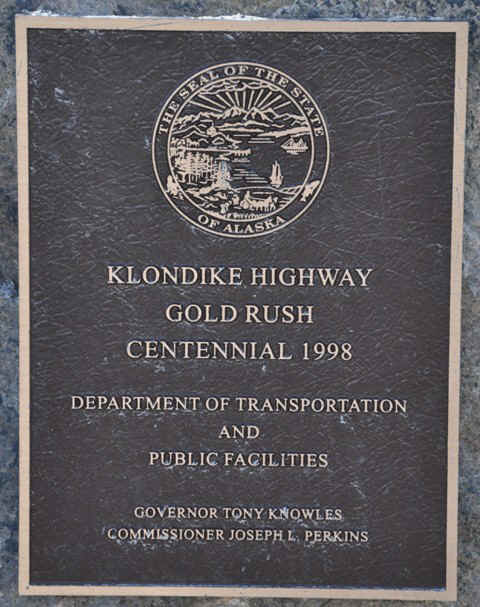 THE SEAL OF THE STATE
OF ALASKA
KLONDIKE HIGHWAY
GOLD RUSH
CENTENNIAL 1998
DEPARTMENT OF TRANSPORTATION
AND
PUBLIC FACILITIES
GOVERNOR TONY KNOWLES
COMMISSIONER JOSEPH L. PERKINS